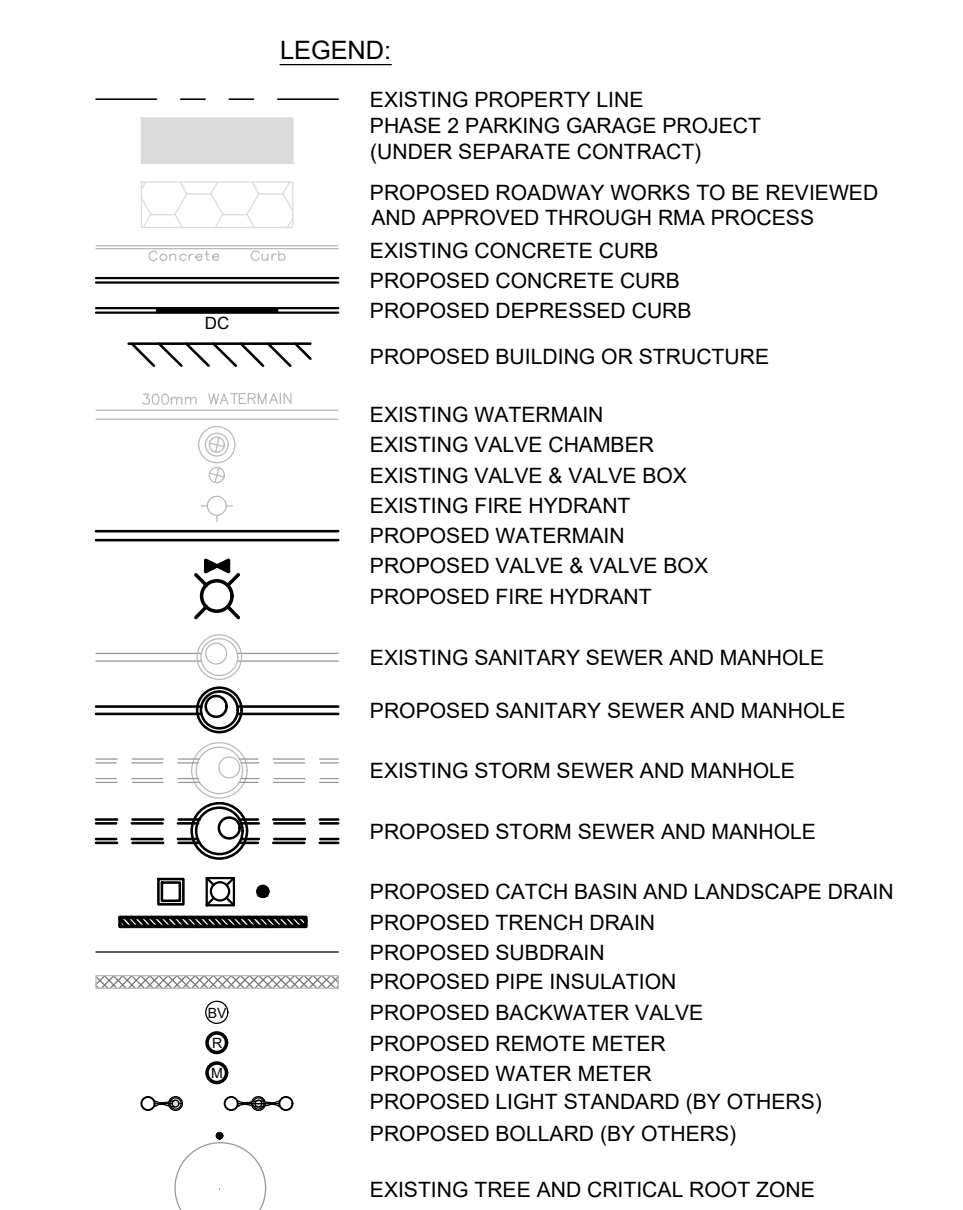 LEGEND:
EXISTING PROPERTY LINE
PHASE 2 PARKING GARAGE PROJECT
(UNDER SEPARATE CONTRACT)
PROPOSED ROADWAY WORKS TO BE REVIEWED
AND APPROVED THROUGH RMA PROCESS
Concrete Curb EXISTING CONCRETE CURB
PROPOSED CONCRETE CURB
PROPOSED DEPRESSED CURB
DC
PROPOSED BUILDING OR STRUCTURE
300mm WATERMAIN
EXISTING WATERMAIN
EXISTING VALVE CHAMBER
EXISTING VALVE & VALVE BOX
EXISTING FIRE HYDRANT
PROPOSED WATERMAIN
PROPOSED VALVE & VALVE BOX
PROPOSED FIRE HYDRANT
EXISTING SANITARY SEWER AND MANHOLE
PROPOSED SANITARY SEWER AND MANHOLE
EXISTING STORM SEWER AND MANHOLE
PROPOSED STORM SEWER AND MANHOLE
PROPOSED CATCH BASIN AND LANDSCAPE DRAIN
PROPOSED TRENCH DRAIN
PROPOSED SUBDRAIN
PROPOSED PIPE INSULATION
BV PROPOSED BACKWATER VALVE
R PROPOSED REMOTE METER
M PROPOSED WATER METER
PROPOSED LIGHT STANDARD (BY OTHERS)
PROPOSED BOLLARD (BY OTHERS)
EXISTING TREE AND CRITICAL ROOT ZONE